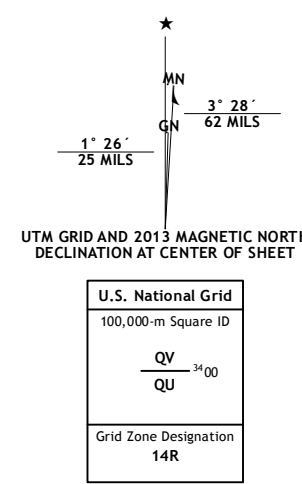 ★
MN
3° 28´
62 MILS
GN
1° 26´
25 MILS
UTM GRID AND 2013 MAGNETIC NORTH
DECLINATION AT CENTER OF SHEET
U.S. National Grid
100,000-m Square ID
QV
3400
QU
Grid Zone Designation
14R